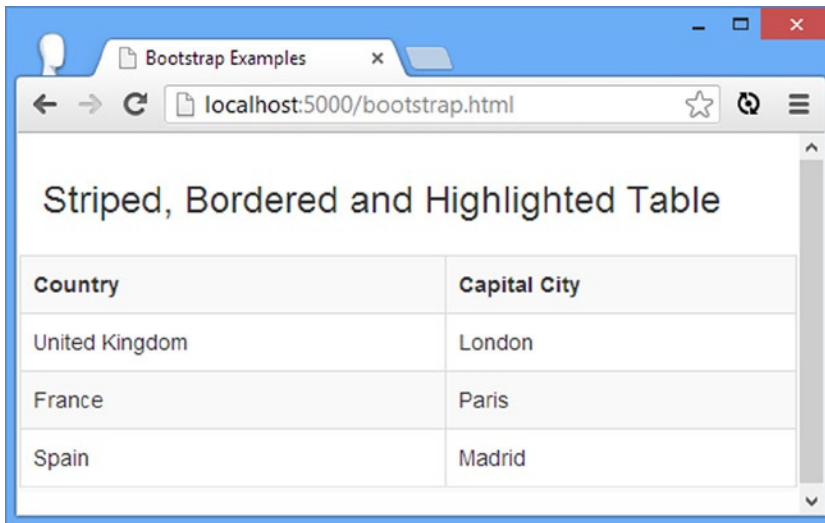 Bootstrap Examples
localhost:5000/bootstrap.html
Striped, Bordered and Highlighted Table
Country Capital City
United Kingdom London
France Paris
Spain Madrid